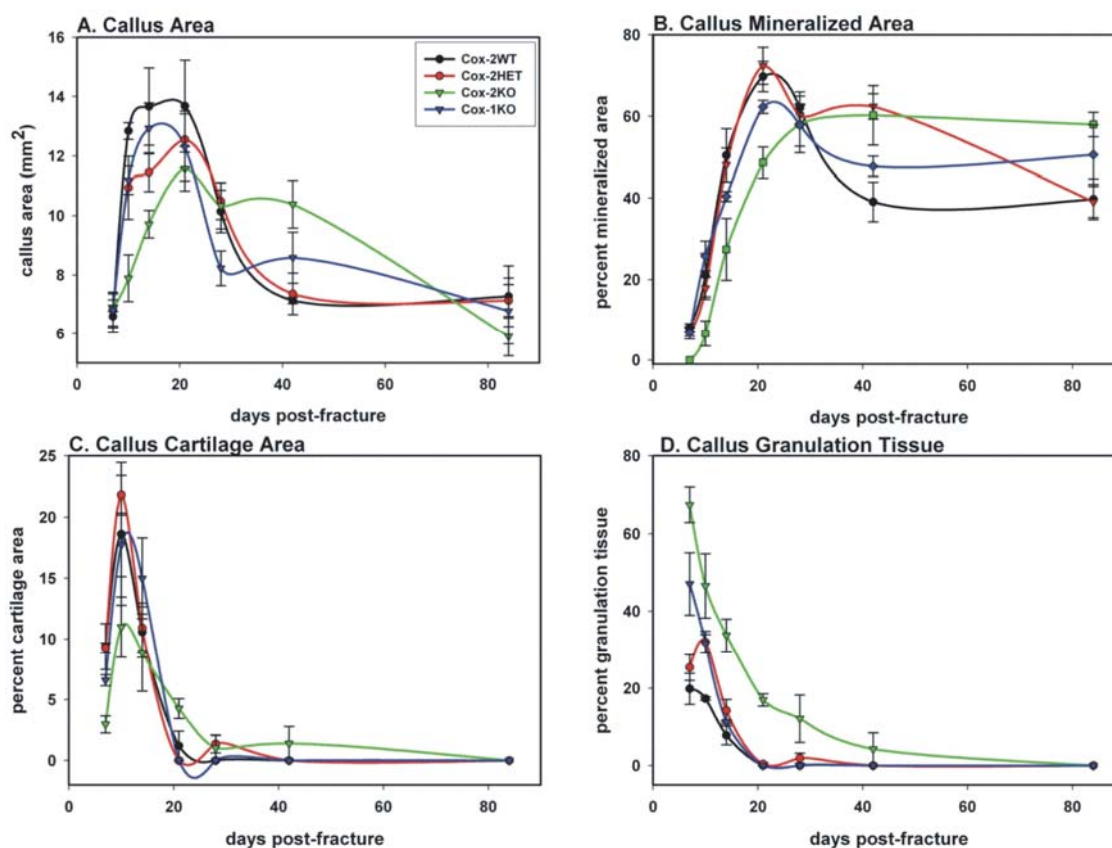 A. Callus Area
16
14
12
10
8
6
callus area (mm²)
Cox-2WT
Cox-2HET
Cox-2KO
Cox-1KO
0 20 40 60 80
days post-fracture
B. Callus Mineralized Area
80
60
40
20
0
percent mineralized area
0 20 40 60 80
days post-fracture
C. Callus Cartilage Area
25
20
15
10
5
0
percent cartilage area
0 20 40 60 80
days post-fracture
D. Callus Granulation Tissue
80
60
40
20
0
percent granulation tissue
0 20 40 60 80
days post-fracture